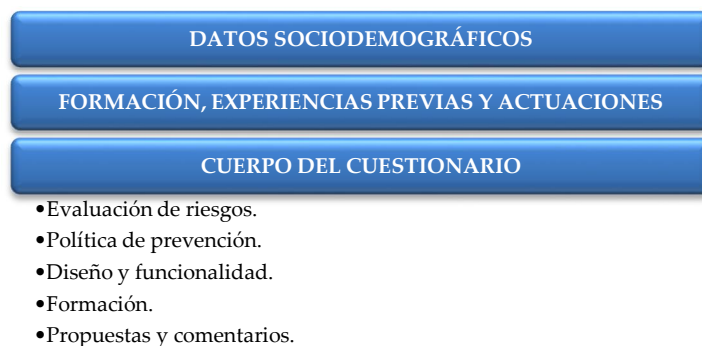 DATOS SOCIODEMOGRÁFICOS
FORMACIÓN, EXPERIENCIAS PREVIAS Y ACTUACIONES
CUERPO DEL CUESTIONARIO
•Evaluación de riesgos.
•Política de prevención.
•Diseño y funcionalidad.
•Formación.
•Propuestas y comentarios.